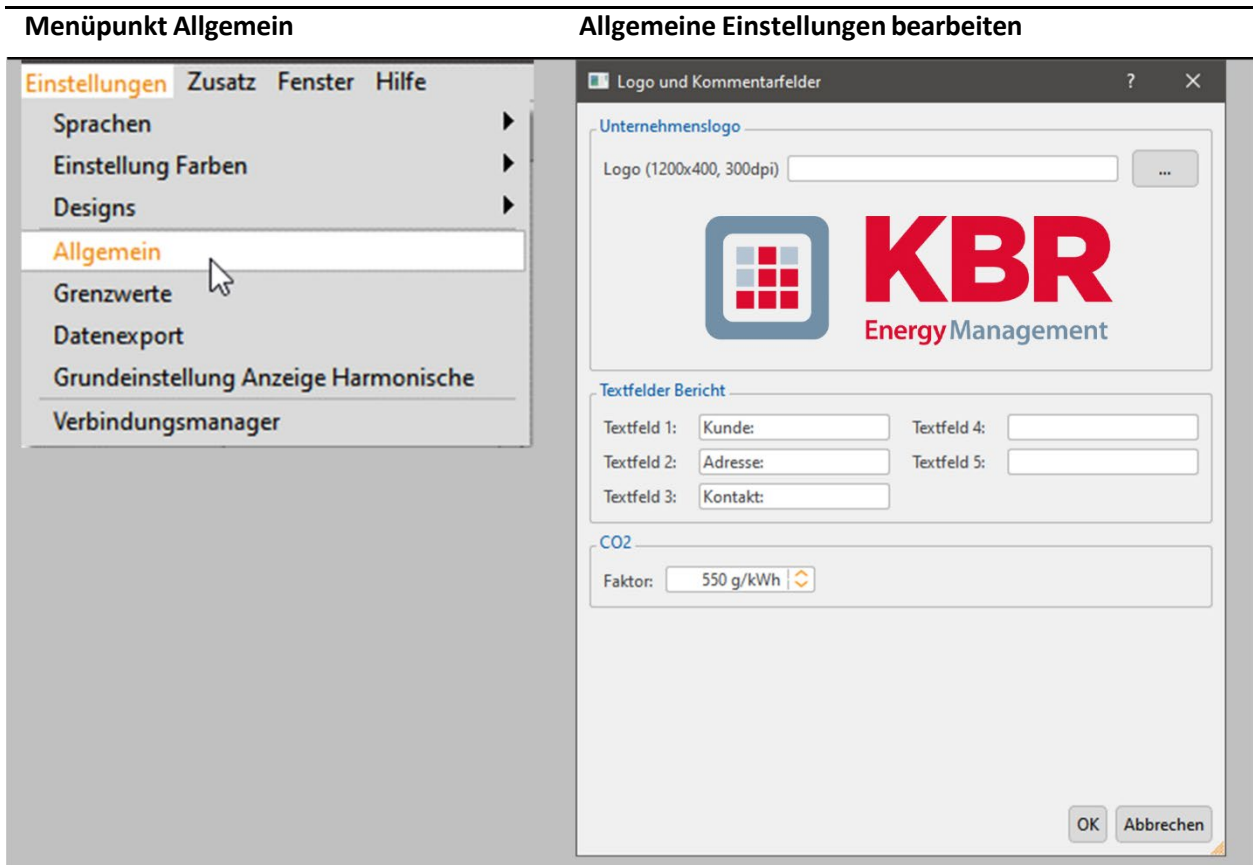 Menüpunkt Allgemein
Allgemeine Einstellungen bearbeiten
Einstellungen Zusatz Fenster Hilfe
Sprachen
Einstellung Farben
Designs
Allgemein
Grenzwerte
Datenexport
Grundeinstellung Anzeige Harmonische
Verbindungsmanager
Logo und Kommentarfelder ?
Unternehmenslogo
Logo (1200x400, 300dpi) ...
KBR
EnergyManagement
Textfelder Bericht
Textfeld 1: Kunde: Textfeld 4:
Textfeld 2: Adresse: Textfeld 5:
Textfeld 3: Kontakt:
CO2
Faktor: 550 g/kWh
OK Abbrechen